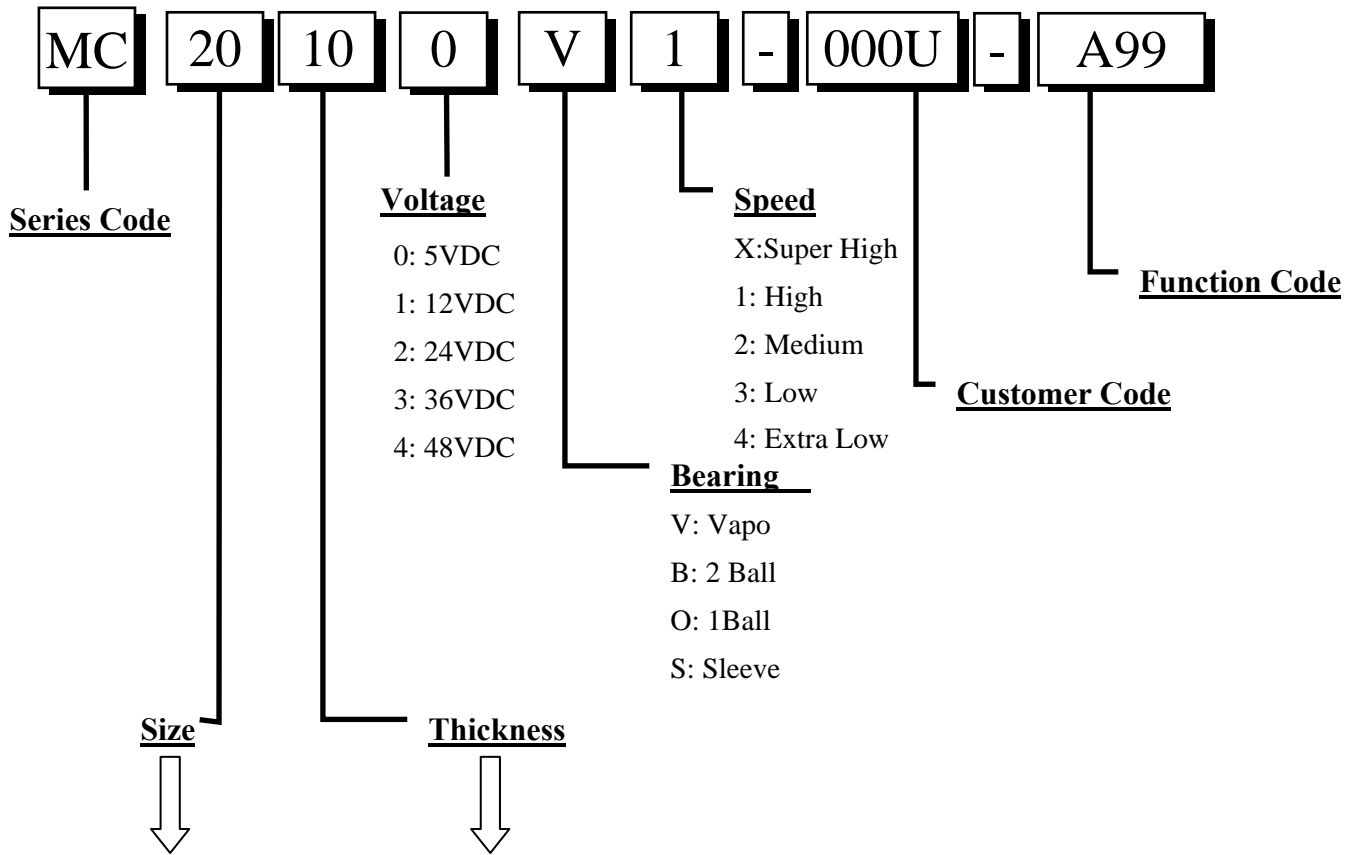 MC 20 10 0 V 1 - 000U - A99
Series Code
Voltage
0: 5VDC
1: 12VDC
2: 24VDC
3: 36VDC
4: 48VDC
Speed
X:Super High
1: High
2: Medium
3: Low
4: Extra Low
Function Code
Customer Code
Bearing
V: Vapo
B: 2 Ball
O: 1Ball
S: Sleeve
Size
Thickness